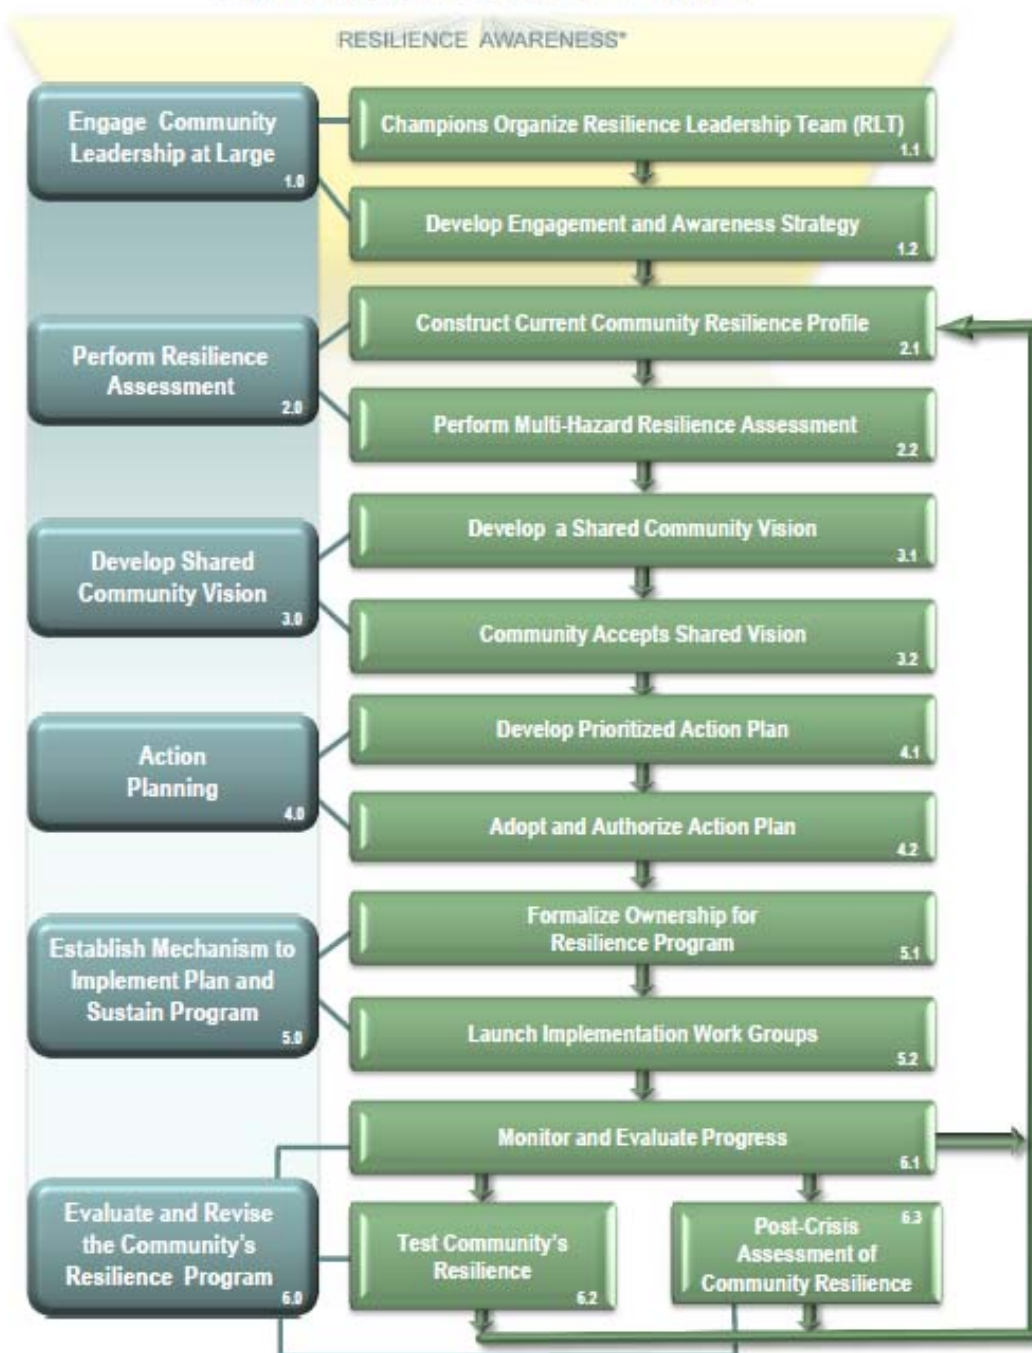 RESILIENCE AWARENESS*
Engage Community
Leadership at Large
1.0
Champions Organize Resilience Leadership Team (RLT)
1.1
Develop Engagement and Awareness Strategy
1.2
Perform Resilience
Assessment
2.0
Construct Current Community Resilience Profile
2.1
Perform Multi-Hazard Resilience Assessment
2.2
Develop Shared
Community Vision
3.0
Develop a Shared Community Vision
3.1
Community Accepts Shared Vision
3.2
Action
Planning
4.0
Develop Prioritized Action Plan
4.1
Adopt and Authorize Action Plan
4.2
Establish Mechanism to
Implement Plan and
Sustain Program
5.0
Formalize Ownership for
Resilience Program
5.1
Launch Implementation Work Groups
5.2
Monitor and Evaluate Progress
6.1
Evaluate and Revise
the Community's
Resilience Program
6.0
Test Community's
Resilience
6.2
6.3
Post-Crisis
Assessment of
Community Resilience